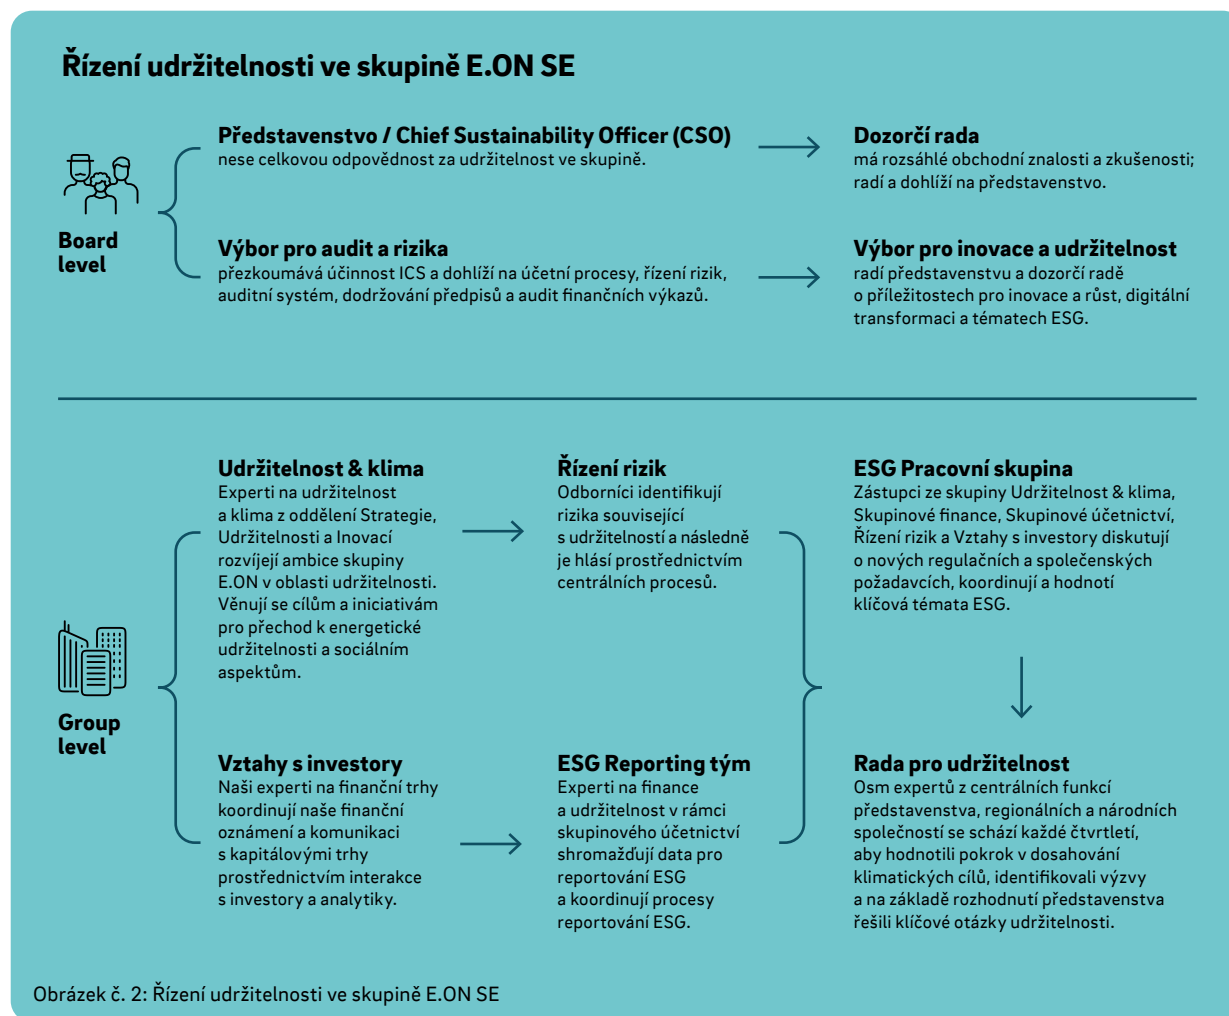 Řízení udržitelnosti ve skupině E.ON SE
Board
level
Představenstvo / Chief Sustainability Officer (CSO)
nese celkovou odpovědnost za udržitelnost ve skupině.
Dozorčí rada
má rozsáhlé obchodní znalosti a zkušenosti;
radí a dohlíží na představenstvo.
Výbor pro audit a rizika
přezkoumává účinnost ICS a dohlíží na účetní procesy, řízení rizik,
auditní systém, dodržování předpisů a audit finančních výkazů.
Výbor pro inovace a udržitelnost
radí představenstvu a dozorčí radě
o příležitostech pro inovace a růst, digitální
transformaci a tématech ESG.
Group
level
Udržitelnost & klima
Experti na udržitelnost
a klima z oddělení Strategie,
Udržitelnosti a Inovací
rozvíjejí ambice skupiny
E.ON v oblasti udržitelnosti.
Věnují se cílům a iniciativám
pro přechod k energetické
udržitelnosti a sociálním
aspektům.
Řízení rizik
Odborníci identifikují
rizika související
s udržitelností a následně
je hlásí prostřednictvím
centrálních procesů.
ESG Pracovní skupina
Zástupci ze skupiny Udržitelnost & klima,
Skupinové finance, Skupinové účetnictví,
Řízení rizik a Vztahy s investory diskutují
o nových regulačních a společenských
požadavcích, koordinují a hodnotí
klíčová témata ESG.
Vztahy s investory
Naši experti na finanční trhy
koordinují naše finanční
oznámení a komunikaci
s kapitálovými trhy
prostřednictvím interakce
s investory a analytiky.
ESG Reporting tým
Experti na finance
a udržitelnost v rámci
skupinového účetnictví
shromažďují data pro
reportování ESG
a koordinují procesy
reportování ESG.
Rada pro udržitelnost
Osm expertů z centrálních funkcí
představenstva, regionálních a národních
společností se schází každé čtvrtletí,
aby hodnotili pokrok v dosahování
klimatických cílů, identifikovali výzvy
a na základě rozhodnutí představenstva
řešili klíčové otázky udržitelnosti.
Obrázek č. 2: Řízení udržitelnosti ve skupině E.ON SE